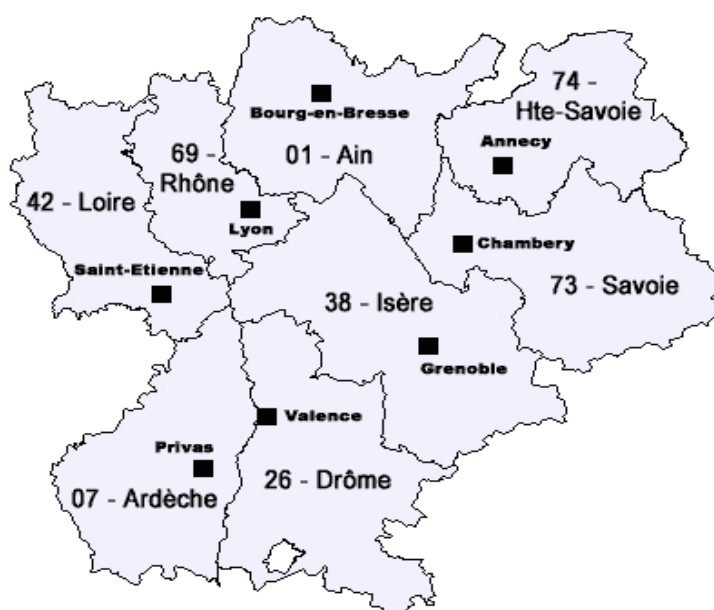 74 -
Hte-Savoie
Bourg-en-Bresse
Annecy
69 -
Rhône
01 - Ain
42 - Loire
Lyon
Chambery
Saint-Etienne
73 - Savoie
38 - Isère
Grenoble
Valence
Privas
26 - Drôme
07 - Ardèche